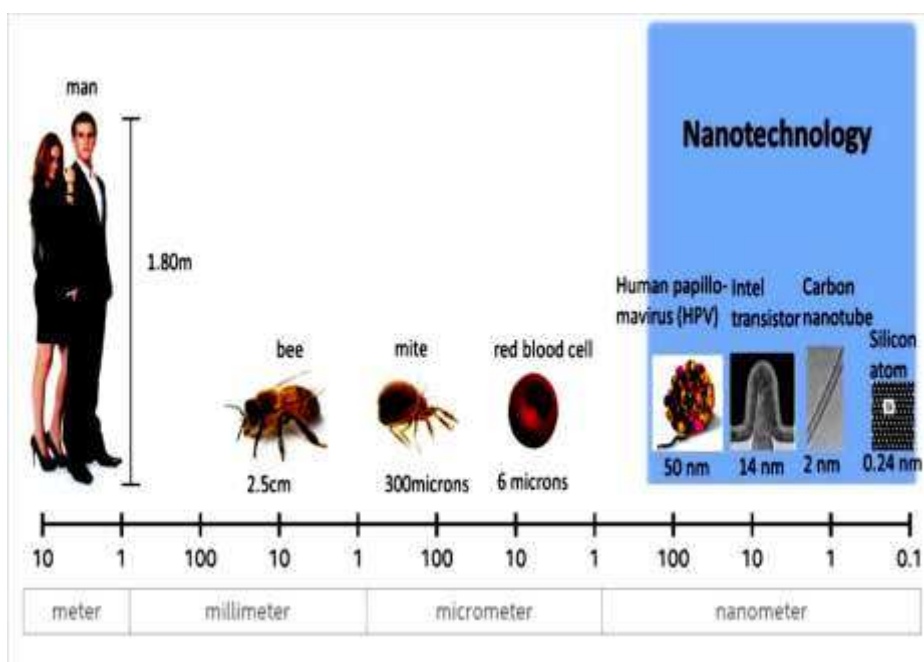 man
Nanotechnology
1.80m
Human papillo-
mavirus (HPV)
Intel
transistor
Carbon
nanotube
Silicon
atom
bee
mite
red blood cell
2.5cm
300microns
6 microns
50 nm
14 nm
2 nm
0.24 nm
10 1 100 10 1 100 10 1 100 10 1 0.1
meter millimeter micrometer nanometer